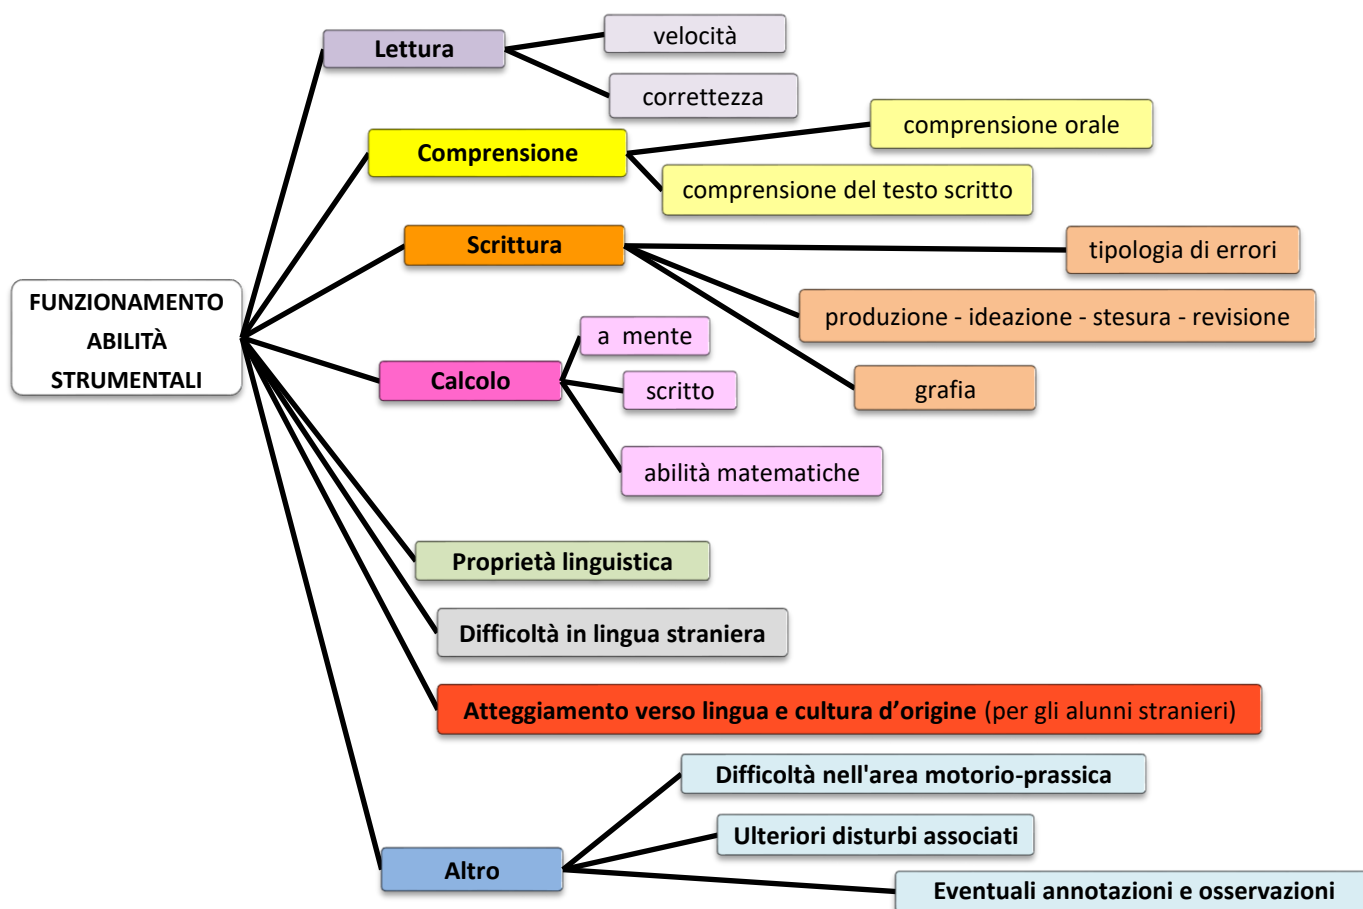 Lettura
velocità
correttezza
Comprensione
comprensione orale
comprensione del testo scritto
Scrittura
tipologia di errori
produzione - ideazione - stesura - revisione
grafia
FUNZIONAMENTO
ABILITÀ
STRUMENTALI
Calcolo
a mente
scritto
abilità matematiche
Proprietà linguistica
Difficoltà in lingua straniera
Atteggiamento verso lingua e cultura d’origine (per gli alunni stranieri)
Altro
Difficoltà nell'area motorio-prassica
Ulteriori disturbi associati
Eventuali annotazioni e osservazioni